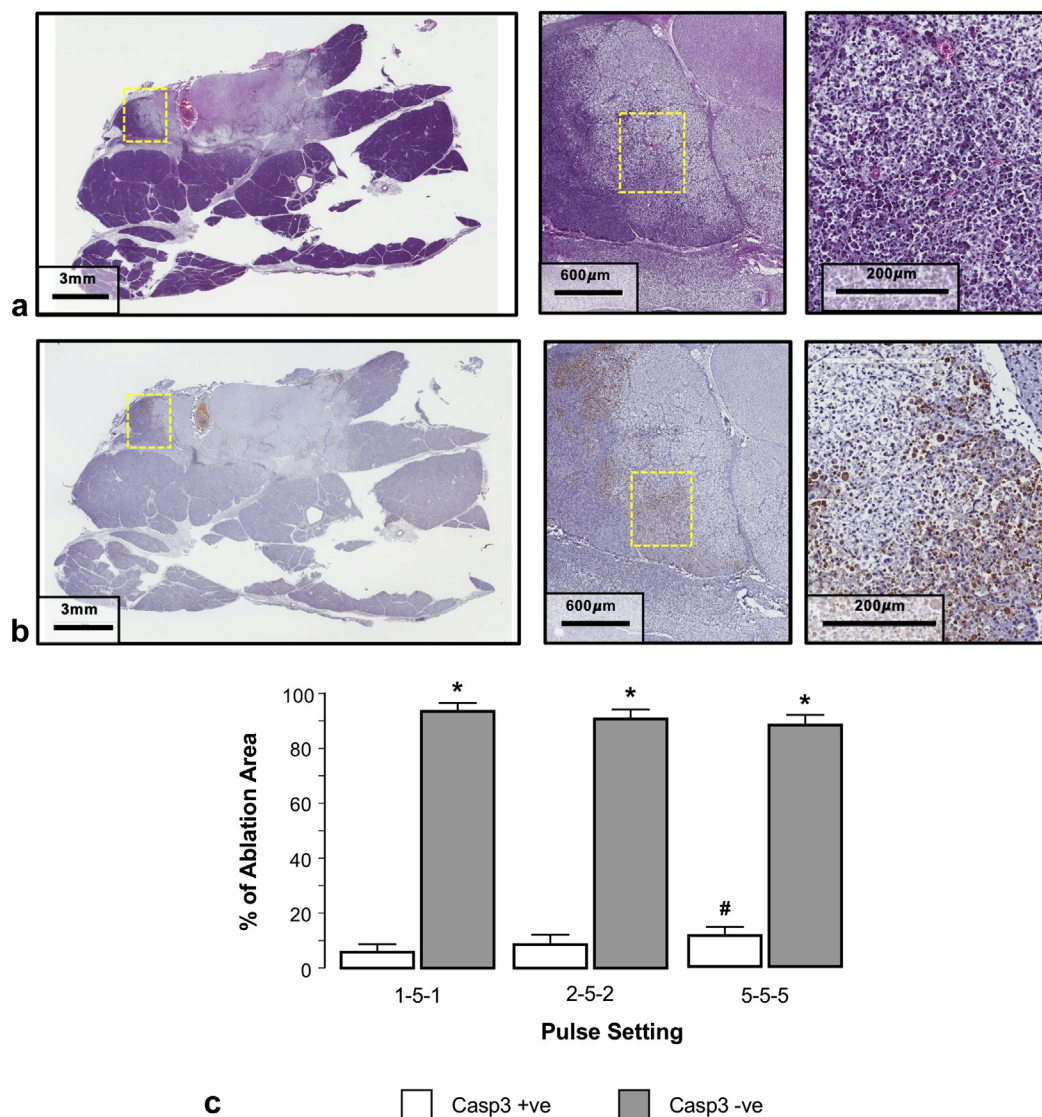 3mm
600µm
200µm
a
3mm
600µm
200µm
b
% of Ablation Area
100
80
60
40
20
0
*
*
*
#
1-5-1
2-5-2
5-5-5
Pulse Setting
c
Casp3 +ve
Casp3 -ve